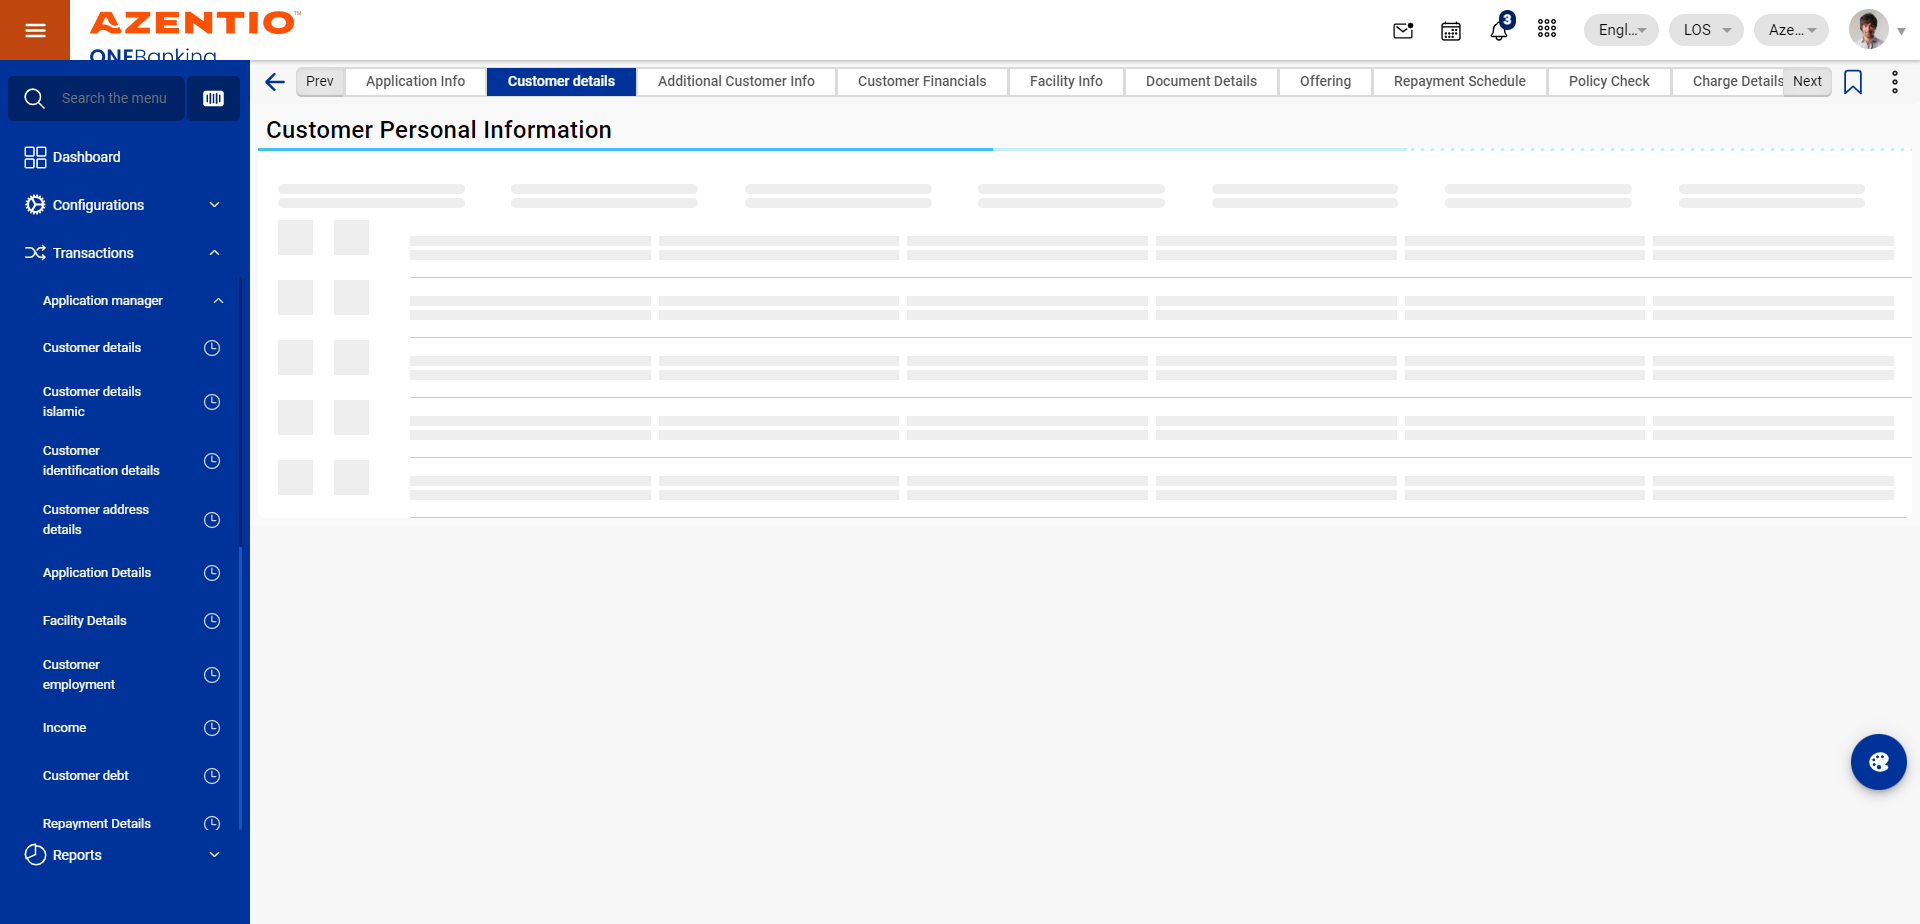 AZENTIO™
ONEBanking
3
Engl...
LOS
Aze...
Search the menu
Dashboard
Configurations
Transactions
Application manager
Customer details
Customer details
islamic
Customer
identification details
Customer address
details
Application Details
Facility Details
Customer
employment
Income
Customer debt
Repayment Details
Reports
Prev
Application Info
Customer details
Additional Customer Info
Customer Financials
Facility Info
Document Details
Offering
Repayment Schedule
Policy Check
Charge Details
Next
Customer Personal Information